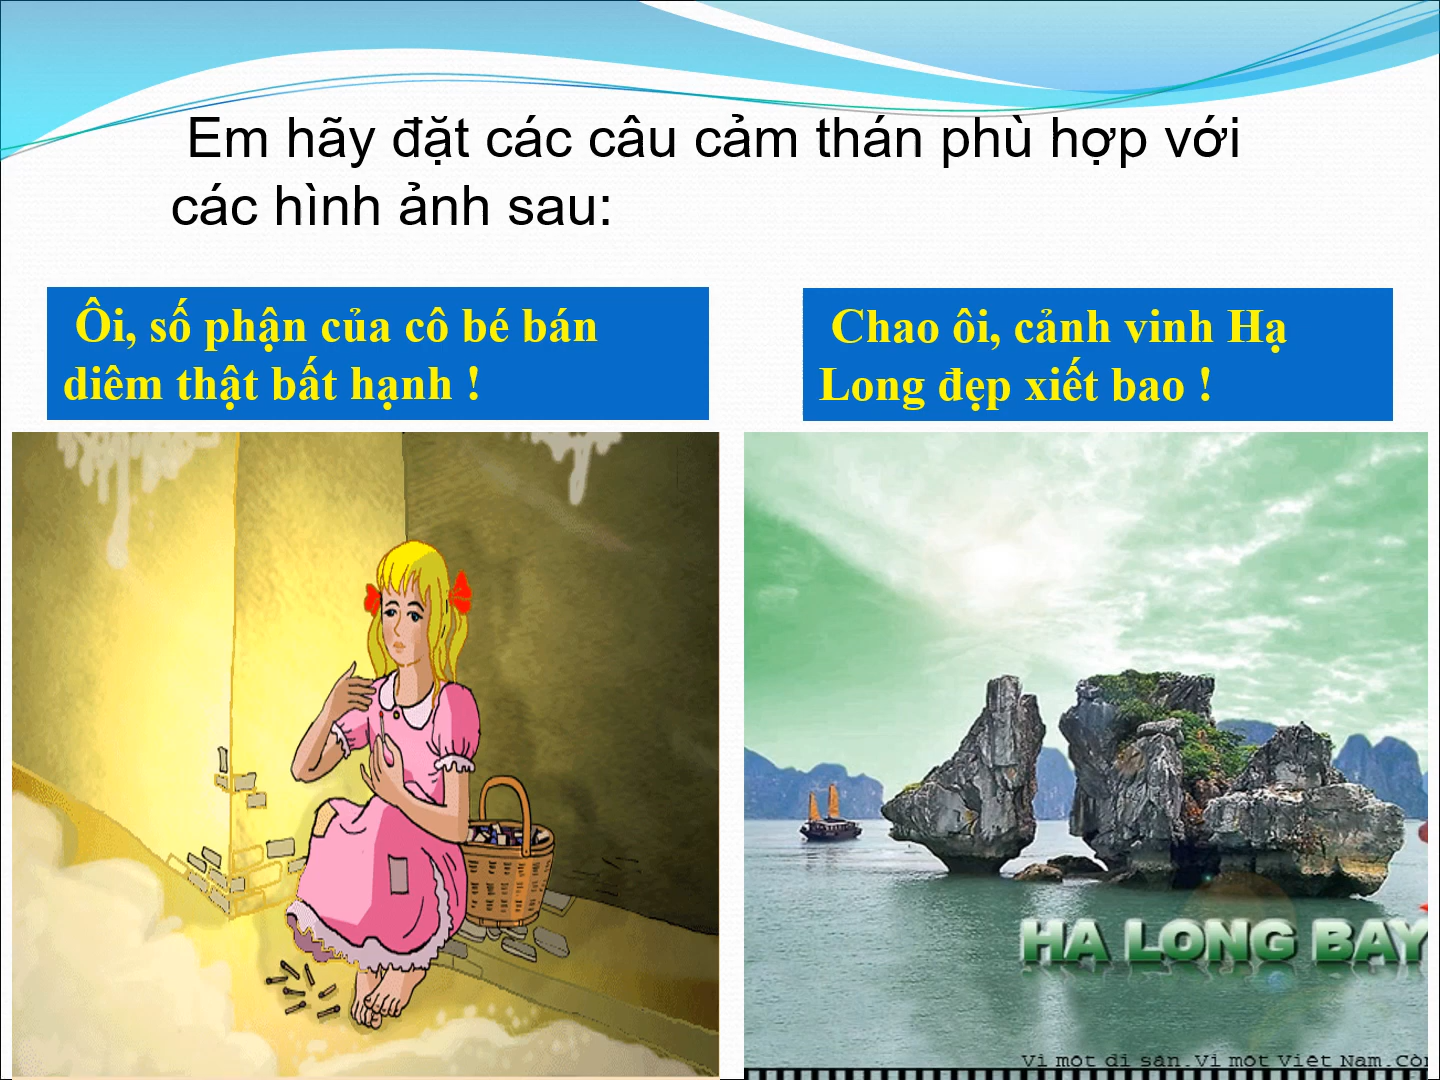 Em hãy đặt các câu cảm thán phù hợp với
các hình ảnh sau:
Ôi, số phận của cô bé bán
diêm thật bất hạnh !
Chao ôi, cảnh vinh Hạ
Long đẹp xiết bao !
HA LONG BAY
Vì một di sản.Vì một Việt Nam.